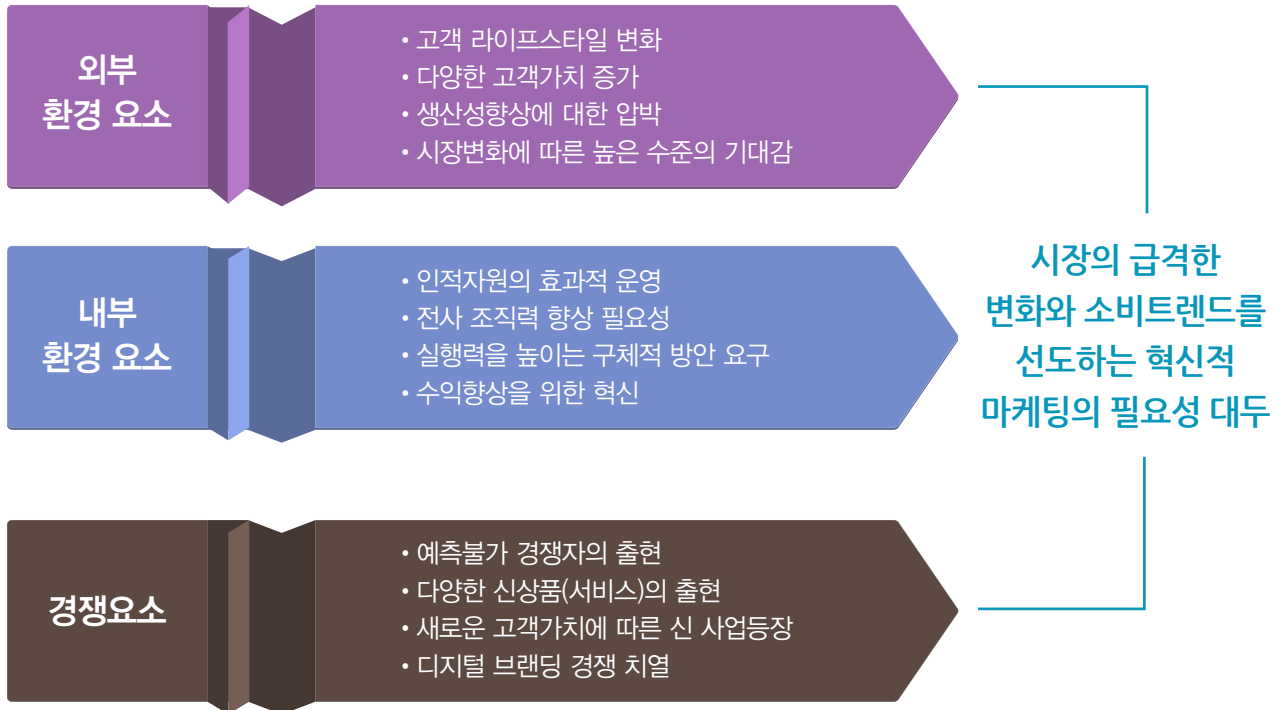 외부
환경 요소
• 고객 라이프스타일 변화
• 다양한 고객가치 증가
• 생산성향상에 대한 압박
• 시장변화에 따른 높은 수준의 기대감
내부
환경 요소
• 인적자원의 효과적 운영
• 전사 조직력 향상 필요성
• 실행력을 높이는 구체적 방안 요구
• 수익향상을 위한 혁신
경쟁요소
• 예측불가 경쟁자의 출현
• 다양한 신상품(서비스)의 출현
• 새로운 고객가치에 따른 신 사업등장
• 디지털 브랜딩 경쟁 치열
시장의 급격한
변화와 소비트렌드를
선도하는 혁신적
마케팅의 필요성 대두